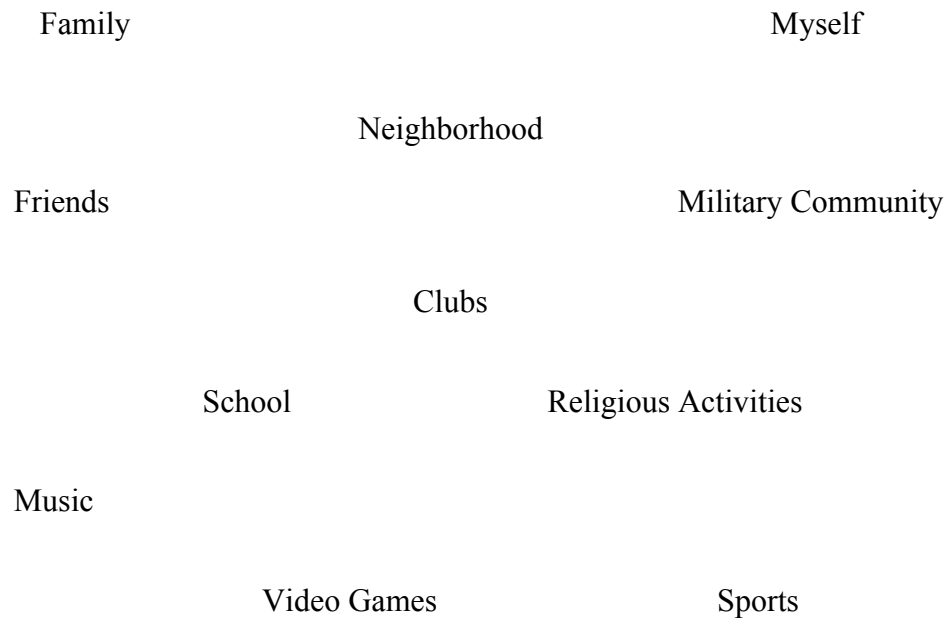 Family Myself
Neighborhood
Friends Military Community
Clubs
School Religious Activities
Music
Video Games Sports